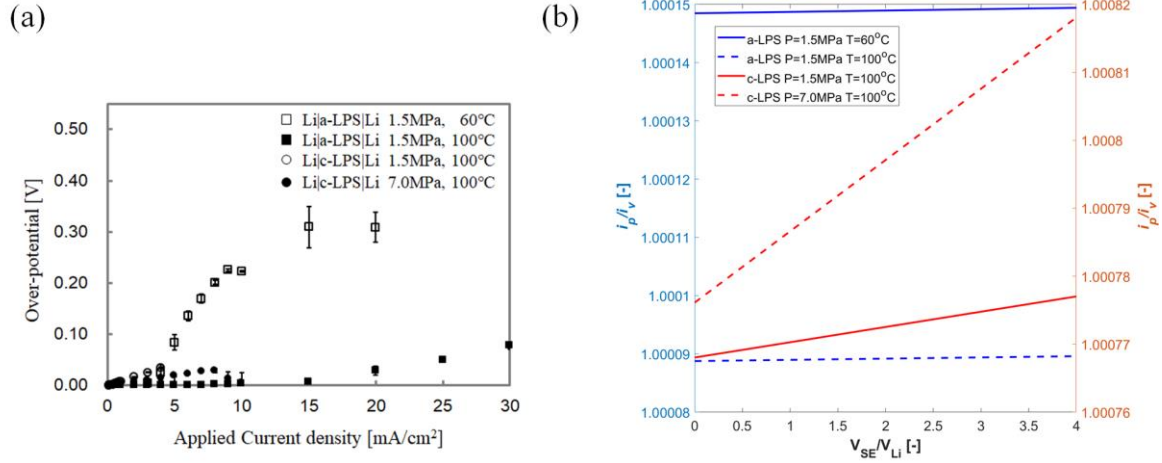 (a)
0.50
0.40
0.30
0.20
0.10
0.00
Over-potential [V]
Li|a-LPS|Li 1.5MPa, 60°C
Li|a-LPS|Li 1.5MPa, 100°C
Li|c-LPS|Li 1.5MPa, 100°C
Li|c-LPS|Li 7.0MPa, 100°C
0 5 10 15 20 25 30
Applied Current density [mA/cm²]
(b)
1.00015
1.00014
1.00013
1.00012
1.00011
1.0001
1.00009
1.00008
i_p/i_v [-]
a-LPS P=1.5MPa T=60°C
a-LPS P=1.5MPa T=100°C
c-LPS P=1.5MPa T=100°C
c-LPS P=7.0MPa T=100°C
1.00082
1.00081
1.0008
1.00079
1.00078
1.00077
1.00076
i_p/i_v [-]
0 0.5 1 1.5 2 2.5 3 3.5 4
V_SE/V_Li [-]